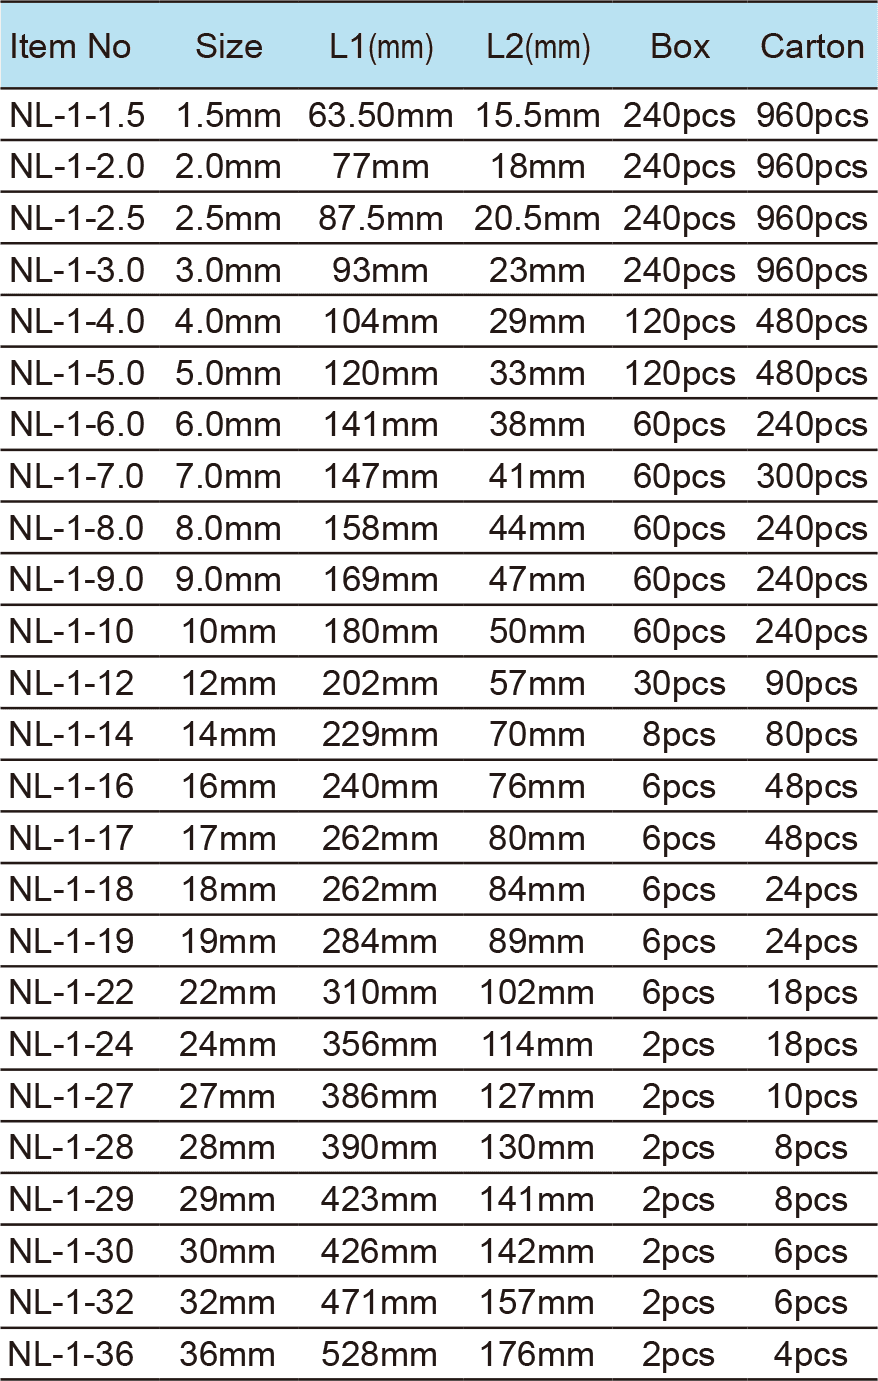 Item No Size L1(mm) L2(mm) Box Carton
NL-1-1.5 1.5mm 63.50mm 15.5mm 240pcs 960pcs
NL-1-2.0 2.0mm 77mm 18mm 240pcs 960pcs
NL-1-2.5 2.5mm 87.5mm 20.5mm 240pcs 960pcs
NL-1-3.0 3.0mm 93mm 23mm 240pcs 960pcs
NL-1-4.0 4.0mm 104mm 29mm 120pcs 480pcs
NL-1-5.0 5.0mm 120mm 33mm 120pcs 480pcs
NL-1-6.0 6.0mm 141mm 38mm 60pcs 240pcs
NL-1-7.0 7.0mm 147mm 41mm 60pcs 300pcs
NL-1-8.0 8.0mm 158mm 44mm 60pcs 240pcs
NL-1-9.0 9.0mm 169mm 47mm 60pcs 240pcs
NL-1-10 10mm 180mm 50mm 60pcs 240pcs
NL-1-12 12mm 202mm 57mm 30pcs 90pcs
NL-1-14 14mm 229mm 70mm 8pcs 80pcs
NL-1-16 16mm 240mm 76mm 6pcs 48pcs
NL-1-17 17mm 262mm 80mm 6pcs 48pcs
NL-1-18 18mm 262mm 84mm 6pcs 24pcs
NL-1-19 19mm 284mm 89mm 6pcs 24pcs
NL-1-22 22mm 310mm 102mm 6pcs 18pcs
NL-1-24 24mm 356mm 114mm 2pcs 18pcs
NL-1-27 27mm 386mm 127mm 2pcs 10pcs
NL-1-28 28mm 390mm 130mm 2pcs 8pcs
NL-1-29 29mm 423mm 141mm 2pcs 8pcs
NL-1-30 30mm 426mm 142mm 2pcs 6pcs
NL-1-32 32mm 471mm 157mm 2pcs 6pcs
NL-1-36 36mm 528mm 176mm 2pcs 4pcs